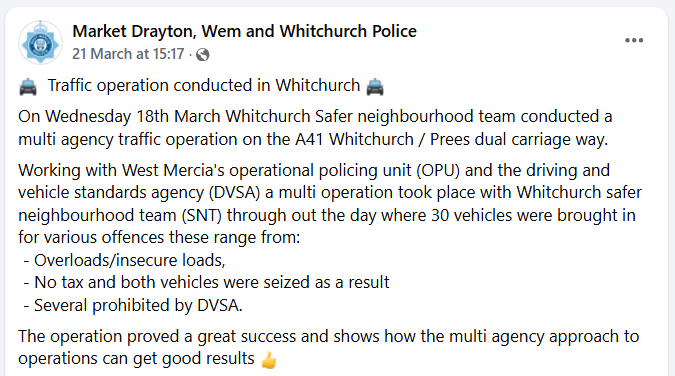 Market Drayton, Wem and Whitchurch Police
21 March at 15:17 ·
🚔 Traffic operation conducted in Whitchurch 🚔
On Wednesday 18th March Whitchurch Safer neighbourhood team conducted a
multi agency traffic operation on the A41 Whitchurch / Prees dual carriage way.
Working with West Mercia's operational policing unit (OPU) and the driving and
vehicle standards agency (DVSA) a multi operation took place with Whitchurch safer
neighbourhood team (SNT) through out the day where 30 vehicles were brought in
for various offences these range from:
- Overloads/insecure loads,
- No tax and both vehicles were seized as a result
- Several prohibited by DVSA.
The operation proved a great success and shows how the multi agency approach to
operations can get good results 👍